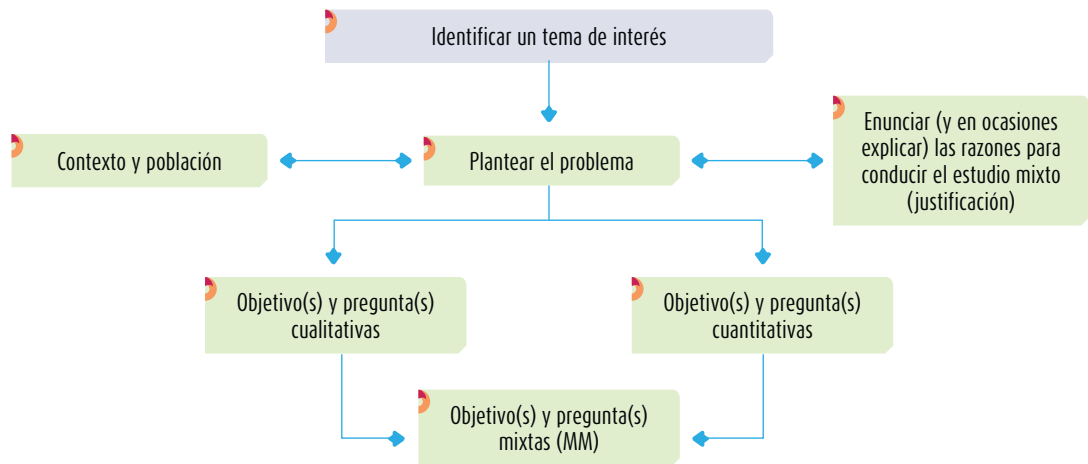 Identificar un tema de interés
Contexto y población
Plantear el problema
Enunciar (y en ocasiones
explicar) las razones para
conducir el estudio mixto
(justificación)
Objetivo(s) y pregunta(s)
cualitativas
Objetivo(s) y pregunta(s)
cuantitativas
Objetivo(s) y pregunta(s)
mixtas (MM)